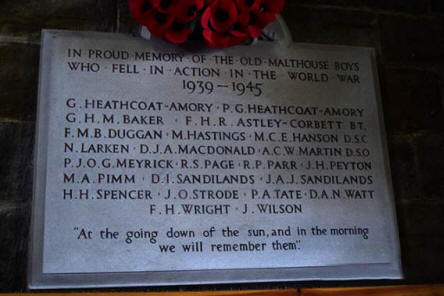 IN PROUD MEMORY OF THE OLD MALTHOUSE BOYS
WHO FELL · IN ACTION · IN THE WORLD WAR
1939–1945
G. HEATHCOAT-AMORY · P.G. HEATHCOAT-AMORY
G.H.M. BAKER · F.H.R. ASTLEY-CORBETT BT.
F.M.B. DUGGAN · M. HASTINGS · M.C.E. HANSON D.S.C.
N. LARKEN · D.J.A. MACDONALD · A.C.W. MARTIN D.S.O
P.J.O.G. MEYRICK · R.S. PAGE · R.P. PARR · J.H. PEYTON
M.A. PIMM · D.I. SANDILANDS · J.A.J. SANDILANDS
H.H. SPENCER · J.O. STRODE · P.A. TATE · D.A.N. WATT
F.H. WRIGHT · J. WILSON
"At the going down of the sun, and in the morning
we will remember them".